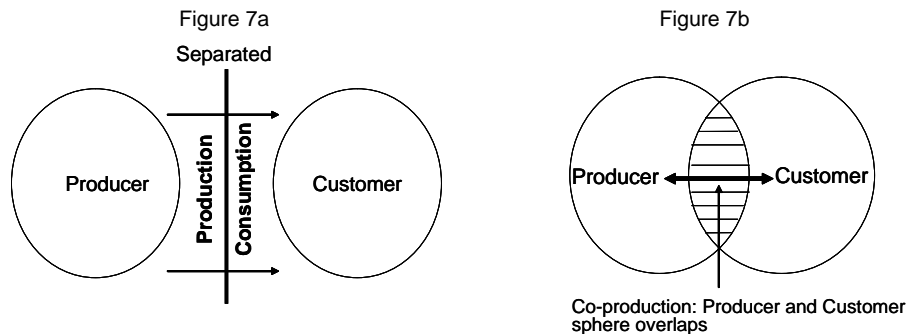 Figure 7a
Separated
Producer
Production
Consumption
Customer
Figure 7b
Producer
Customer
Co-production: Producer and Customer
sphere overlaps